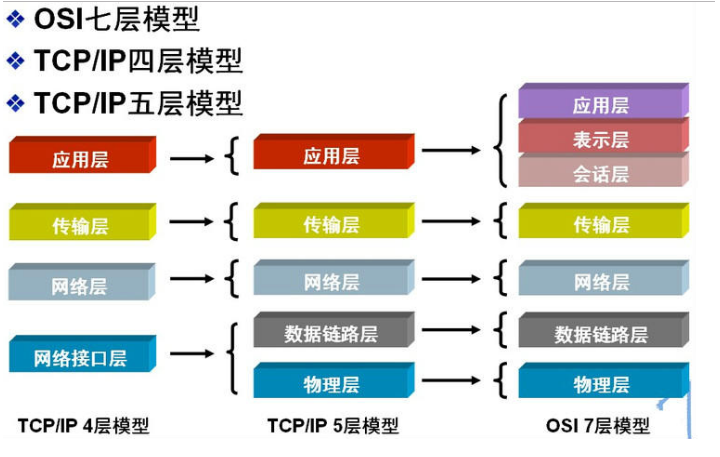 OSI七层模型
TCP/IP四层模型
TCP/IP五层模型
应用层
传输层
网络层
网络接口层
TCP/IP 4层模型
应用层
传输层
网络层
数据链路层
物理层
TCP/IP 5层模型
应用层
表示层
会话层
传输层
网络层
数据链路层
物理层
OSI 7层模型